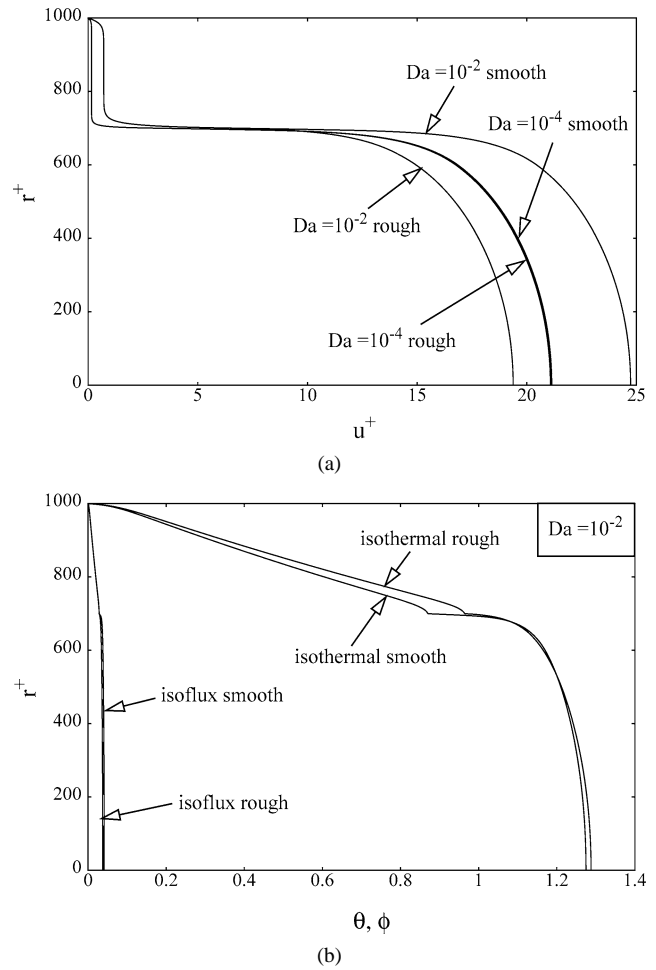 1000
800
600
400
200
0
r⁺
Da =10⁻² smooth
Da =10⁻⁴ smooth
Da =10⁻² rough
Da =10⁻⁴ rough
0 5 10 15 20 25
u⁺
(a)
1000
800
600
400
200
0
r⁺
Da =10⁻²
isothermal rough
isothermal smooth
isoflux smooth
isoflux rough
0 0.2 0.4 0.6 0.8 1 1.2 1.4
θ, ϕ
(b)